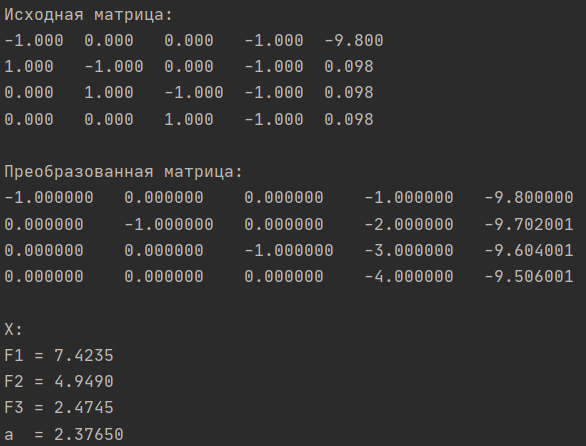 Исходная матрица:
-1.000 0.000 0.000 -1.000 -9.800
1.000 -1.000 0.000 -1.000 0.098
0.000 1.000 -1.000 -1.000 0.098
0.000 0.000 1.000 -1.000 0.098
Преобразованная матрица:
-1.000000 0.000000 0.000000 -1.000000 -9.800000
0.000000 -1.000000 0.000000 -2.000000 -9.702001
0.000000 0.000000 -1.000000 -3.000000 -9.604001
0.000000 0.000000 0.000000 -4.000000 -9.506001
X:
F1 = 7.4235
F2 = 4.9490
F3 = 2.4745
a = 2.37650